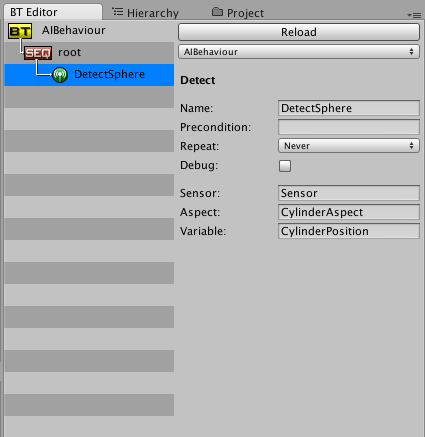 BT Editor Hierarchy Project
BT AIBehaviour
SEQ root
DetectSphere
Reload
AIBehaviour
Detect
Name: DetectSphere
Precondition:
Repeat: Never
Debug:
Sensor: Sensor
Aspect: CylinderAspect
Variable: CylinderPosition